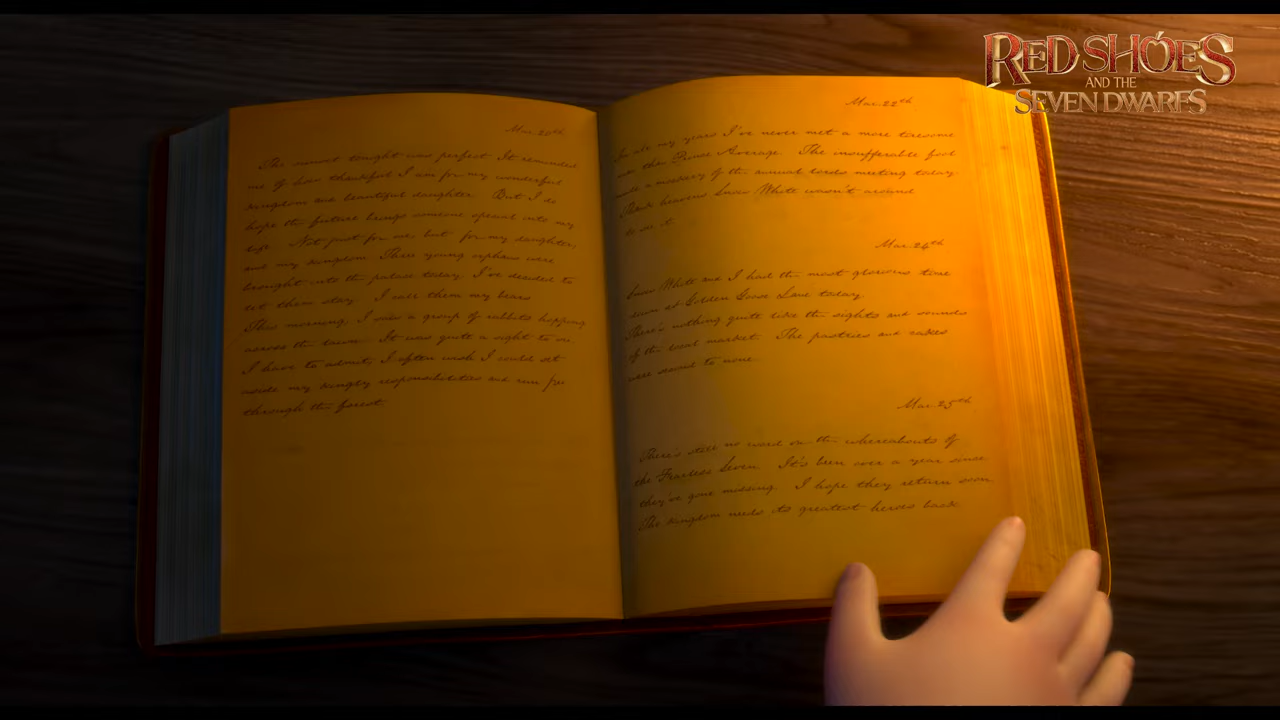 RED SHOES
AND THE
SEVEN DWARFS
Mar. 20th
The sunset tonight was perfect It reminded
me of how thankful I am for my wonderful
kingdom and beautiful daughter. But I do
hope the future brings someone special into my
life. Not just for me, but for my daughter,
and my kingdom. Three young orphans were
brought into the palace today. I've decided to
let them stay. I call them my bears
This morning, I saw a group of rabbits hopping
across the lawn. It was quite a sight to see
I have to admit, I often wish I could set
aside my kingly responsibilities and run free
through the forest.
Mar. 22nd
In all my years I've never met a more tiresome
man than Prince Average. The insufferable fool
made a mockery of the annual lords meeting today.
Thank heavens Snow White wasn't around
to see it.
Mar. 24th
Snow White and I had the most glorious time
down at Golden Goose Lane today.
There's nothing quite like the sights and sounds
of the local market. The pastries and cakes
were second to none.
Mar. 25th
There's still no word on the whereabouts of
the Fearless Seven. It's been over a year since
they've gone missing. I hope they return soon
The kingdom needs its greatest heroes back